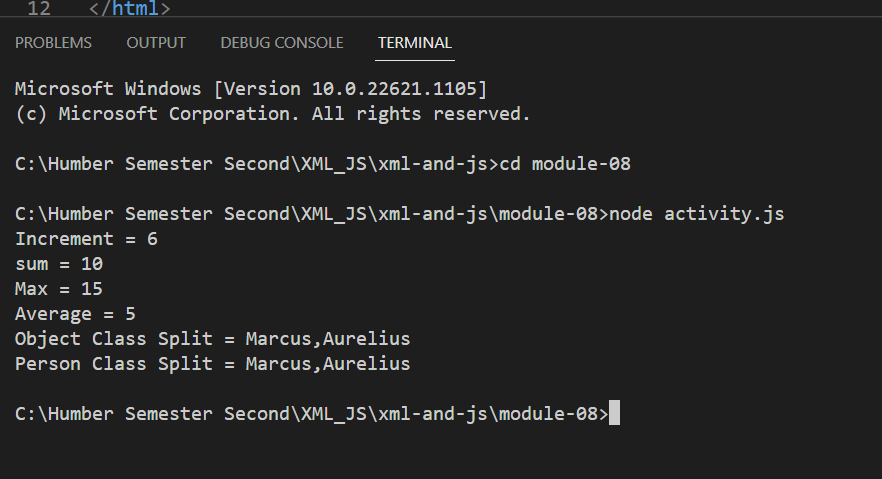 12 </html>
PROBLEMS OUTPUT DEBUG CONSOLE TERMINAL
Microsoft Windows [Version 10.0.22621.1105]
(c) Microsoft Corporation. All rights reserved.
C:\Humber Semester Second\XML_JS\xml-and-js>cd module-08
C:\Humber Semester Second\XML_JS\xml-and-js\module-08>node activity.js
Increment = 6
sum = 10
Max = 15
Average = 5
Object Class Split = Marcus,Aurelius
Person Class Split = Marcus,Aurelius
C:\Humber Semester Second\XML_JS\xml-and-js\module-08>